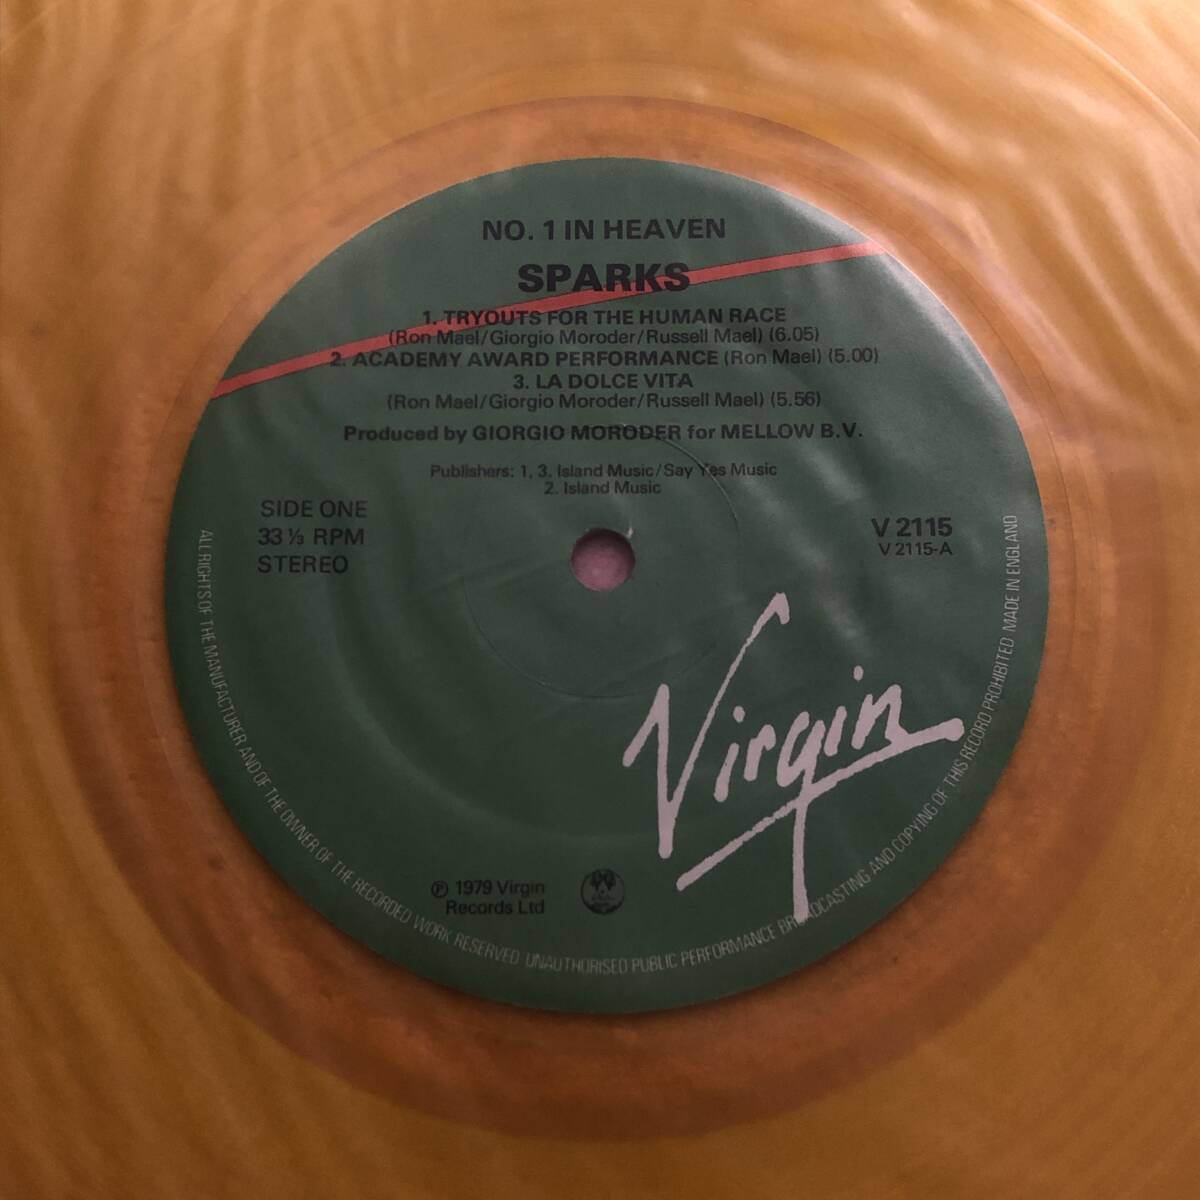 NO. 1 IN HEAVEN
SPARKS
1. TRYOUTS FOR THE HUMAN RACE
(Ron Mael/Giorgio Moroder/Russell Mael) (6.05)
2. ACADEMY AWARD PERFORMANCE (Ron Mael) (5.00)
3. LA DOLCE VITA
(Ron Mael/Giorgio Moroder/Russell Mael) (5.56)
Produced by GIORGIO MORODER for MELLOW B.V.
Publishers: 1, 3. Island Music/Say Yes Music
2. Island Music
SIDE ONE
33 ⅓ RPM
STEREO
V 2115
V 2115-A
Virgin
℗ 1979 Virgin
Records Ltd
ALL RIGHTS OF THE MANUFACTURER AND OF THE OWNER OF THE RECORDED WORK RESERVED UNAUTHORISED PUBLIC PERFORMANCE BROADCASTING AND COPYING OF THIS RECORD PROHIBITED MADE IN ENGLAND